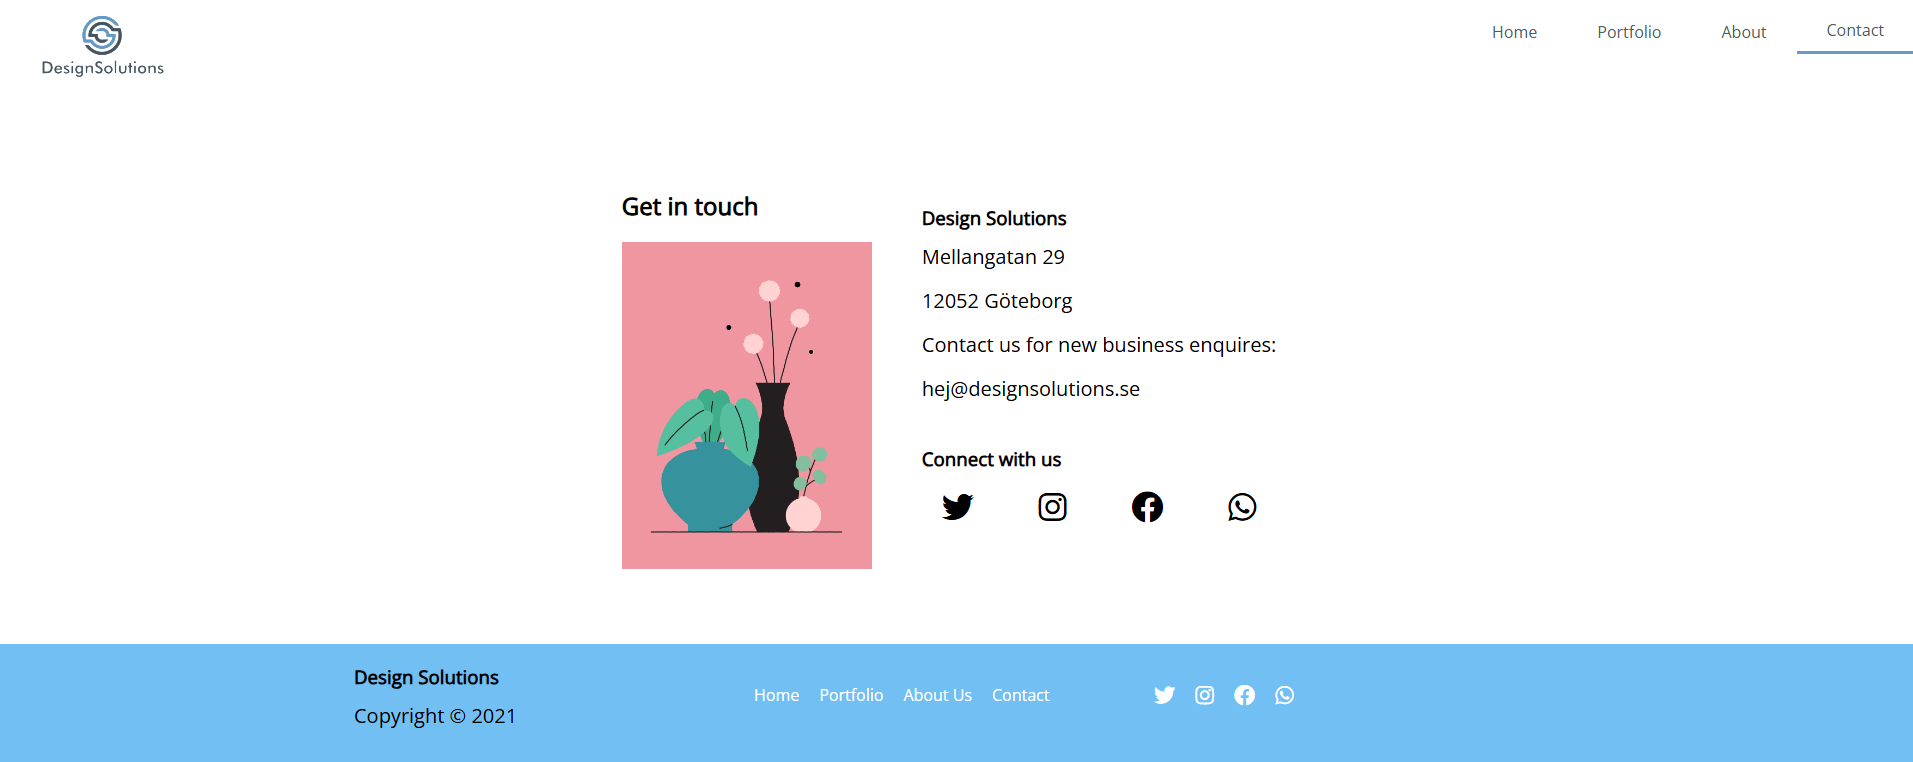 DesignSolutions
Home Portfolio About Contact
Get in touch
Design Solutions
Mellangatan 29
12052 Göteborg
Contact us for new business enquires:
hej@designsolutions.se
Connect with us
Design Solutions
Copyright © 2021
Home Portfolio About Us Contact